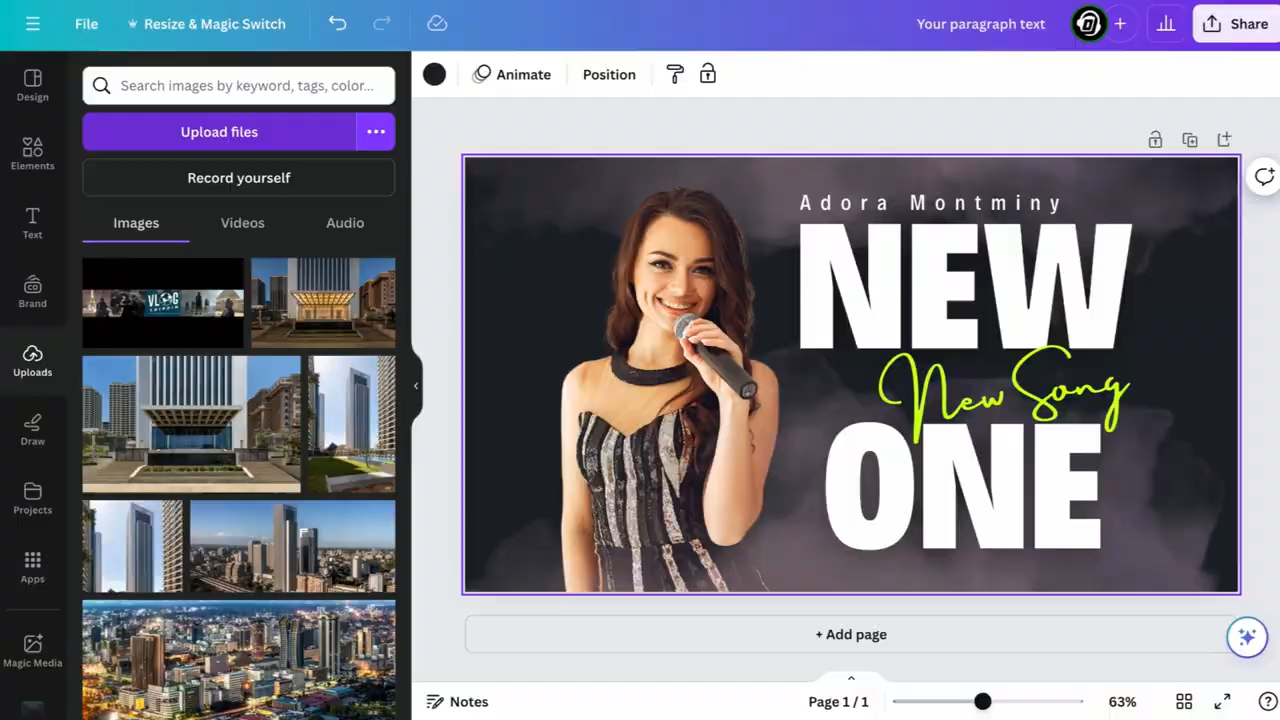 File
Resize & Magic Switch
Your paragraph text
Share
Design
Elements
Text
Brand
Uploads
Draw
Projects
Apps
Magic Media
Search images by keyword, tags, color...
Upload files
Record yourself
Images
Videos
Audio
VLOG
Animate
Position
Adora Montminy
NEW
New Song
ONE
+ Add page
Notes
Page 1 / 1
63%